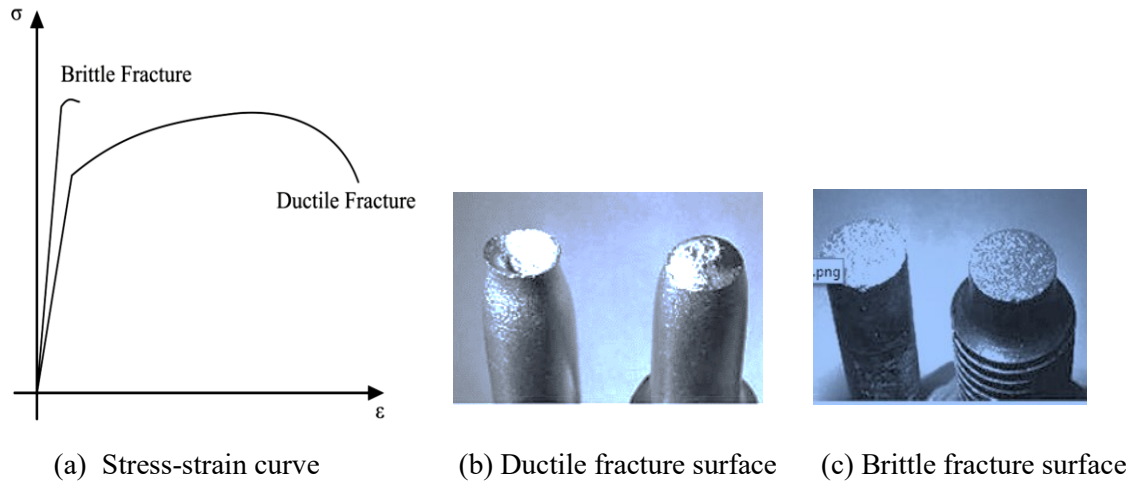 σ
Brittle Fracture
Ductile Fracture
ε
.png
(a) Stress-strain curve
(b) Ductile fracture surface
(c) Brittle fracture surface